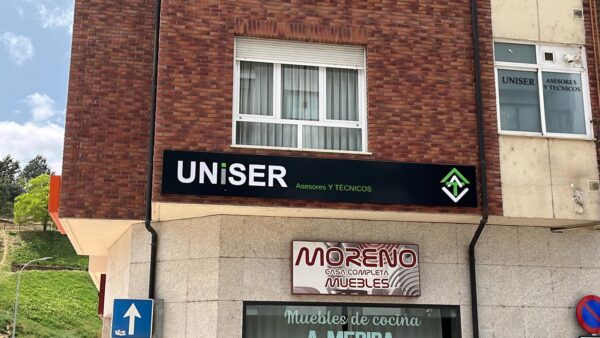 UNISER
ASESORES
Y TÉCNICOS
UNiSER
Asesores Y TÉCNICOS
MORENO
CASA COMPLETA
MUEBLES
Muebles de cocina
A MEDIDA